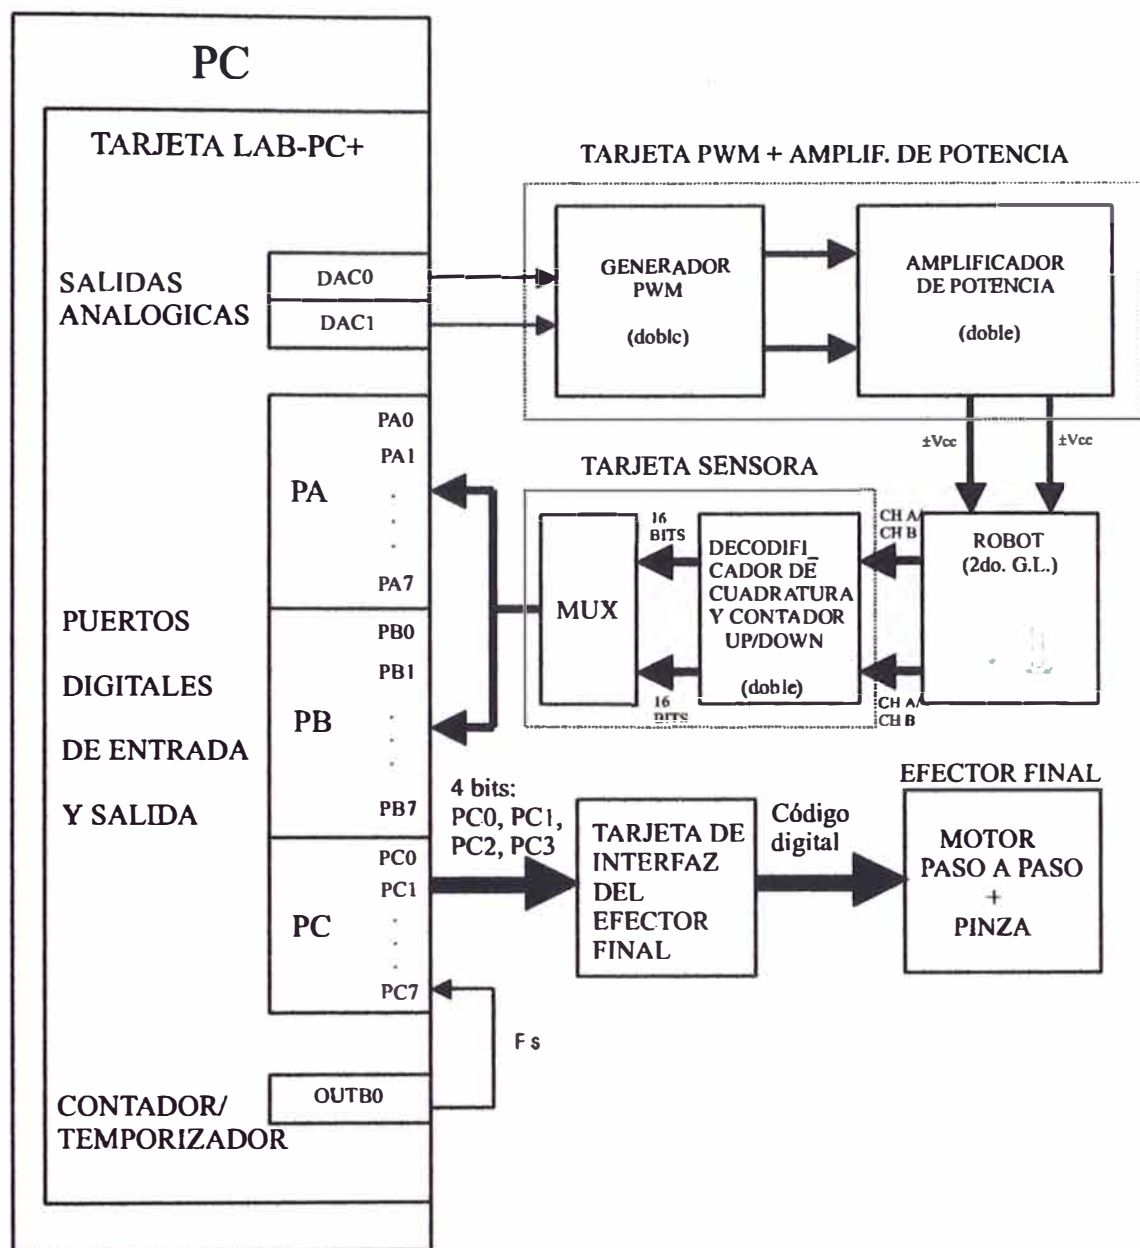 PC
TARJETA LAB-PC+
SALIDAS
ANALOGICAS
DAC0
DAC1
TARJETA PWM + AMPLIF. DE POTENCIA
GENERADOR
PWM
(doble)
AMPLIFICADOR
DE POTENCIA
(doble)
±Vcc
±Vcc
PUERTOS
DIGITALES
DE ENTRADA
Y SALIDA
PA
PA0
PA1
.
.
.
.
PA7
PB
PB0
PB1
.
.
.
.
PB7
PC
PC0
PC1
.
.
.
.
PC7
TARJETA SENSORA
MUX
16
BITS
16
BITS
DECODIFI_
CADOR DE
CUADRATURA
Y CONTADOR
UP/DOWN
(doble)
CH A/
CH B
CH A/
CH B
ROBOT
(2do. G.L.)
4 bits:
PC0, PC1,
PC2, PC3
TARJETA DE
INTERFAZ
DEL
EFECTOR
FINAL
Código
digital
EFECTOR FINAL
MOTOR
PASO A PASO
+
PINZA
F s
CONTADOR/
TEMPORIZADOR
OUTB0